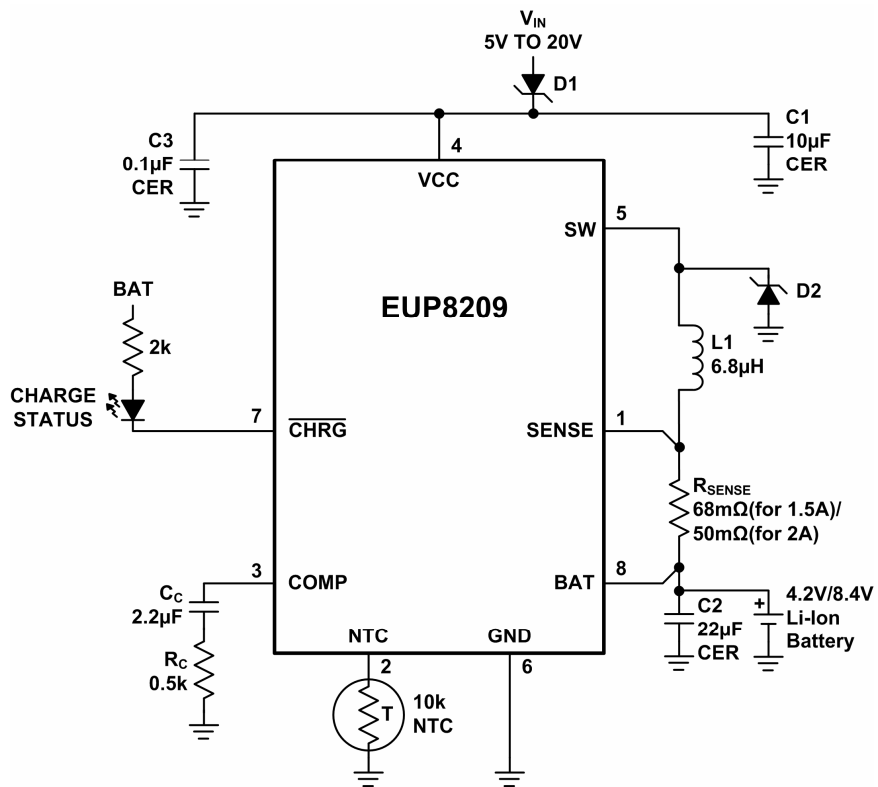 VIN
5V TO 20V
D1
C3
0.1µF
CER
4
VCC
C1
10µF
CER
5
SW
BAT
2k
EUP8209
D2
L1
6.8µH
CHARGE
STATUS
7
CHRG
SENSE
1
RSENSE
68mΩ(for 1.5A)/
50mΩ(for 2A)
3
COMP
BAT
8
CC
2.2µF
RC
0.5k
NTC
GND
2
6
C2
22µF
CER
+
4.2V/8.4V
Li-Ion
Battery
T
10k
NTC